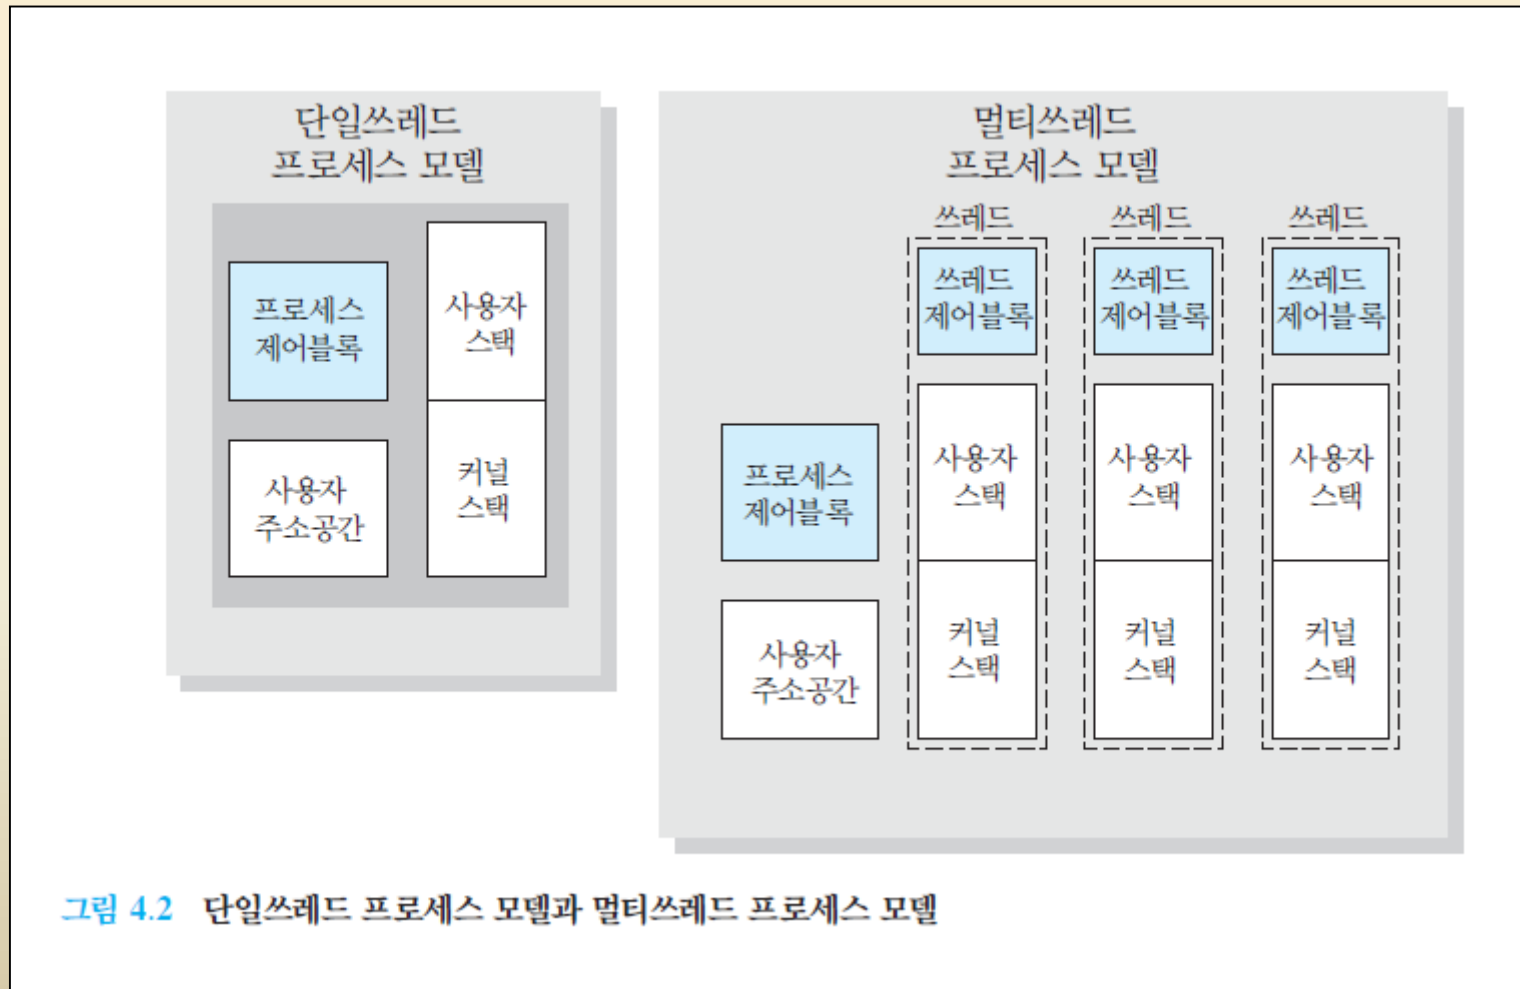 단일쓰레드
프로세스 모델
프로세스
제어블록
사용자
스택
사용자
주소공간
커널
스택
멀티쓰레드
프로세스 모델
쓰레드
쓰레드
쓰레드
쓰레드
제어블록
쓰레드
제어블록
쓰레드
제어블록
프로세스
제어블록
사용자
스택
사용자
스택
사용자
스택
사용자
주소공간
커널
스택
커널
스택
커널
스택
그림 4.2 단일쓰레드 프로세스 모델과 멀티쓰레드 프로세스 모델